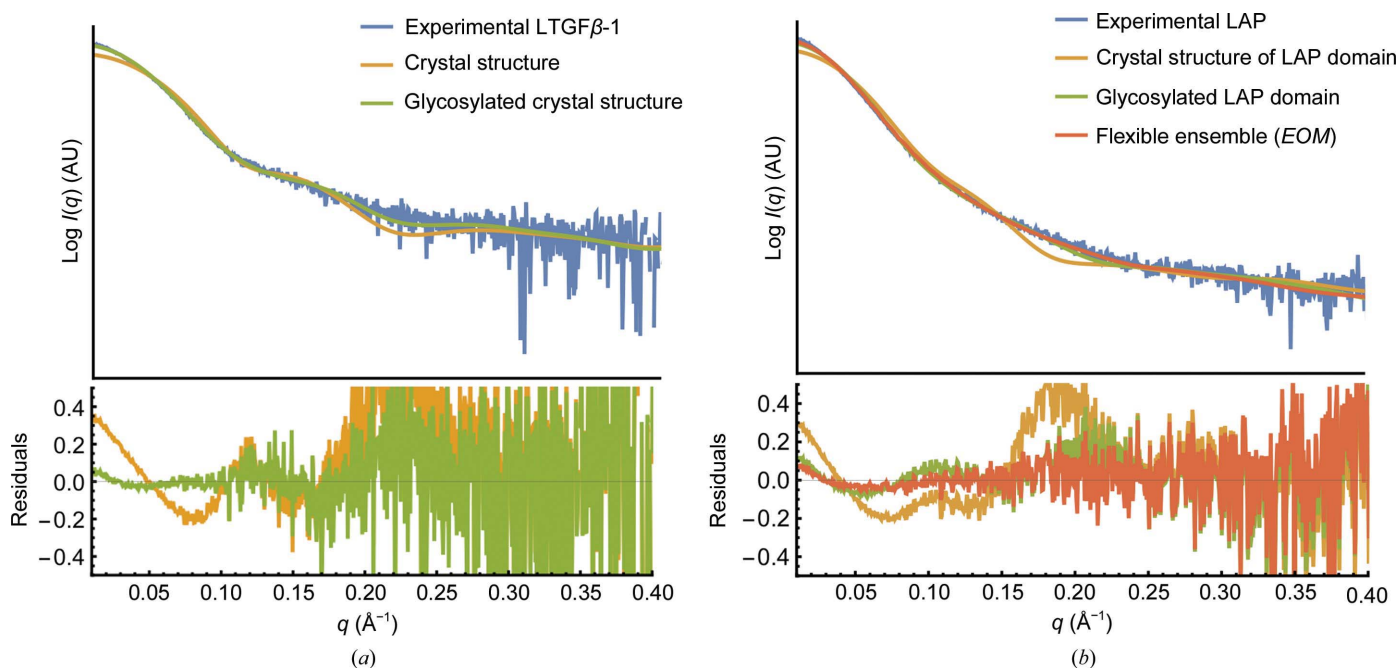 Experimental LTGFβ-1
Crystal structure
Glycosylated crystal structure
Log I(q) (AU)
0.4
0.2
0.0
−0.2
−0.4
Residuals
0.05 0.10 0.15 0.20 0.25 0.30 0.35 0.40
q (Å⁻¹)
(a)
Experimental LAP
Crystal structure of LAP domain
Glycosylated LAP domain
Flexible ensemble (EOM)
Log I(q) (AU)
0.4
0.2
0.0
−0.2
−0.4
Residuals
0.05 0.10 0.15 0.20 0.25 0.30 0.35 0.40
q (Å⁻¹)
(b)